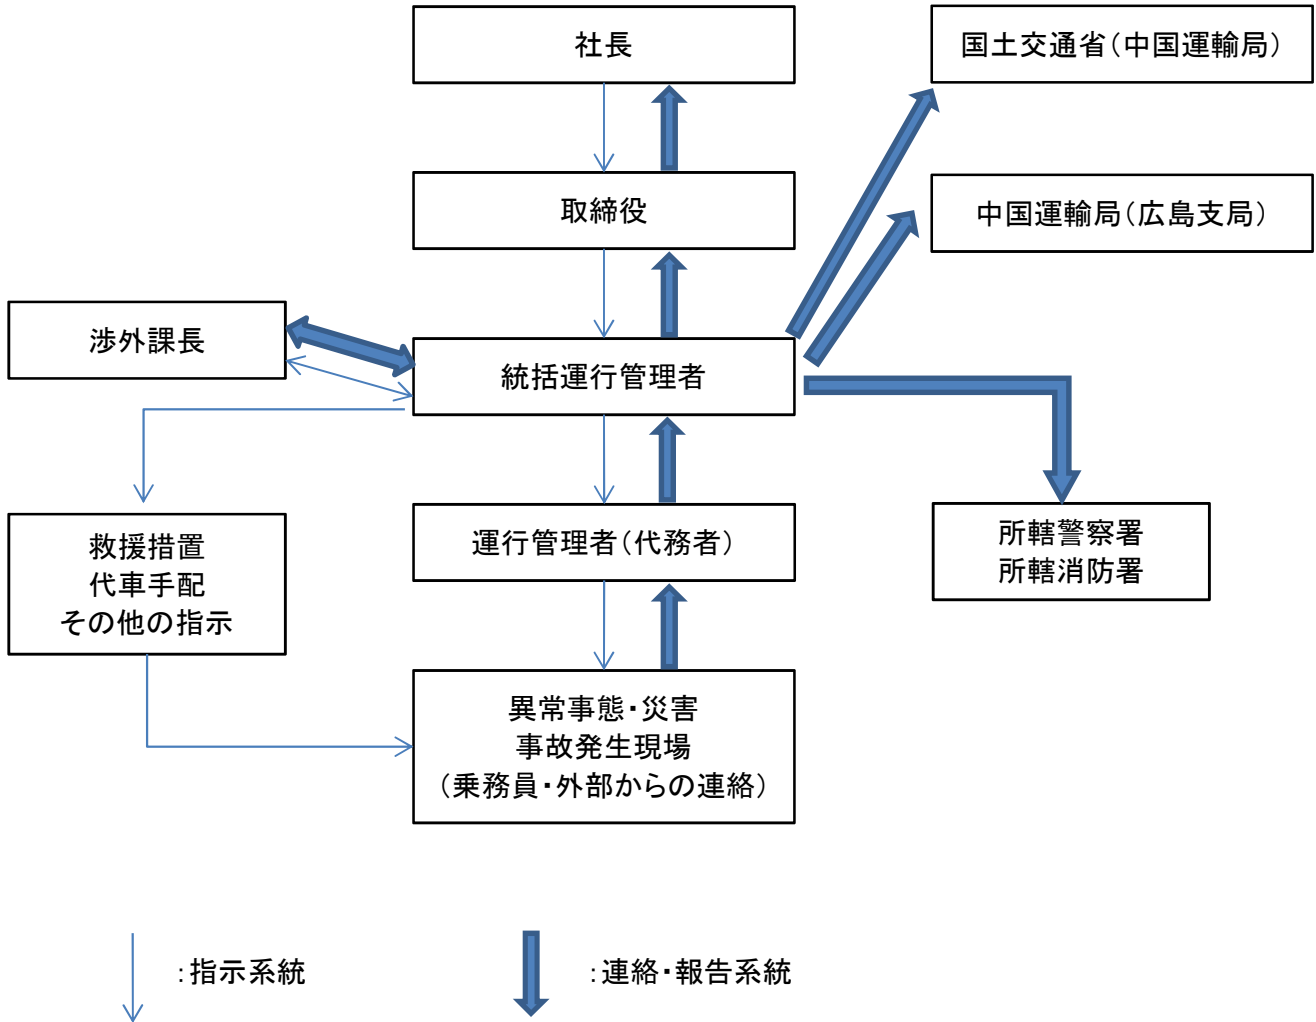 社長
国土交通省（中国運輸局）
取締役
中国運輸局（広島支局）
渉外課長
統括運行管理者
救援措置
代車手配
その他の指示
運行管理者（代務者）
所轄警察署
所轄消防署
異常事態・災害
事故発生現場
（乗務員・外部からの連絡）
：指示系統
：連絡・報告系統